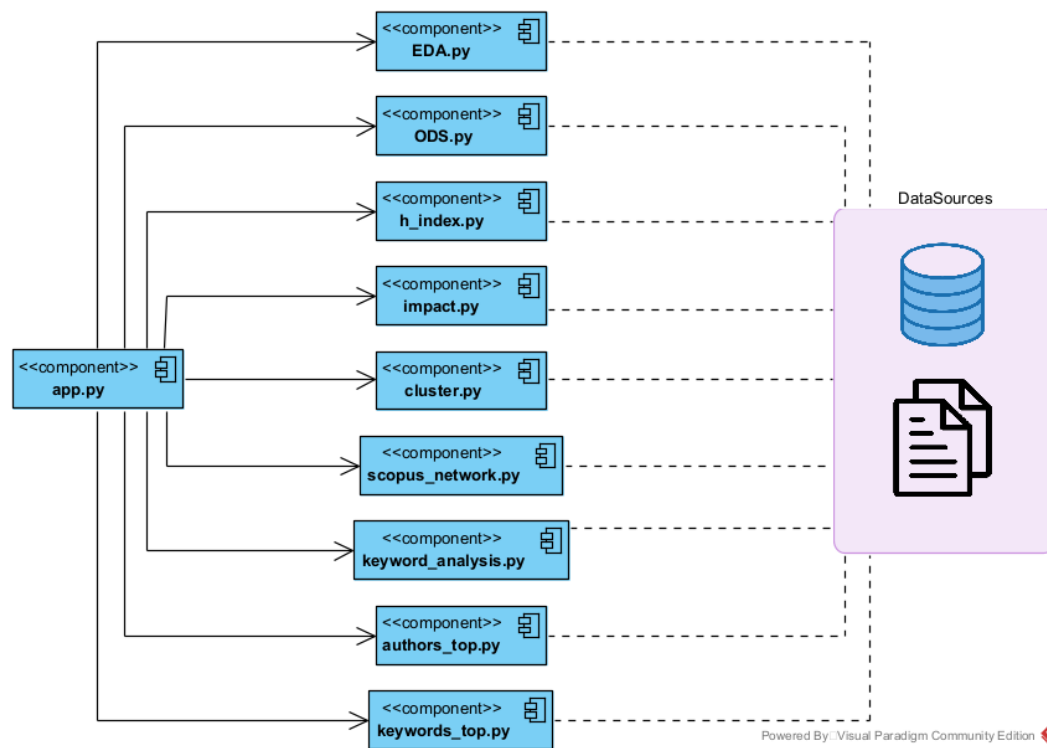 <<component>>
EDA.py
<<component>>
ODS.py
DataSources
<<component>>
h_index.py
<<component>>
impact.py
<<component>>
app.py
<<component>>
cluster.py
<<component>>
scopus_network.py
<<component>>
keyword_analysis.py
<<component>>
authors_top.py
<<component>>
keywords_top.py
Powered By Visual Paradigm Community Edition